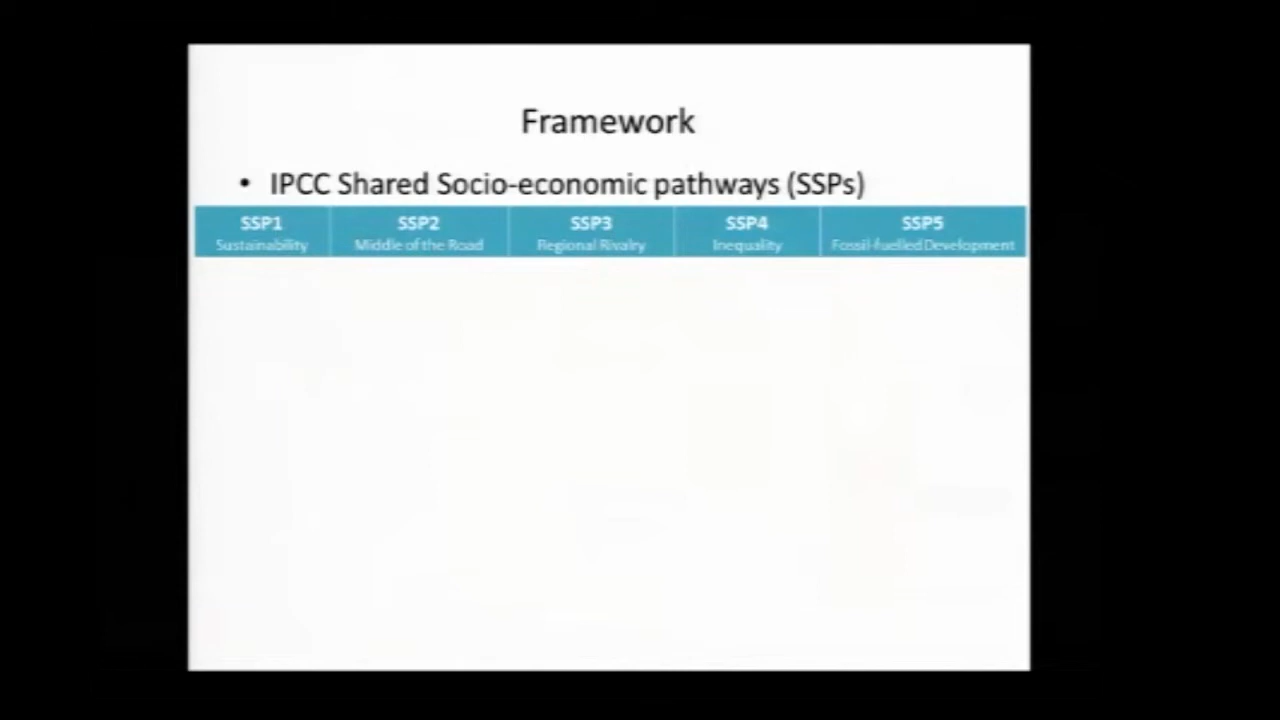 Framework
• IPCC Shared Socio-economic pathways (SSPs)
SSP1 SSP2 SSP3 SSP4 SSP5
Sustainability Middle of the Road Regional Rivalry Inequality Fossil-fuelled Development